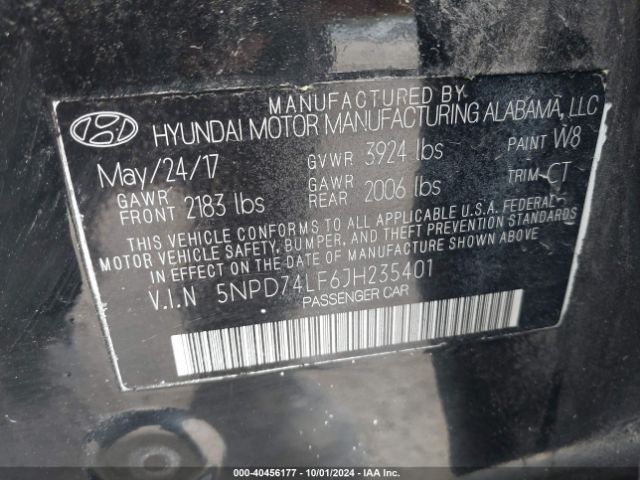 MANUFACTURED BY
HYUNDAI MOTOR MANUFACTURING ALABAMA, LLC
May/24/17 GVWR 3924 lbs PAINT W8
GAWR FRONT 2183 lbs GAWR REAR 2006 lbs TRIM CT
THIS VEHICLE CONFORMS TO ALL APPLICABLE U.S.A. FEDERAL
MOTOR VEHICLE SAFETY, BUMPER, AND THEFT PREVENTION STANDARDS
IN EFFECT ON THE DATE OF MANUFACTURE SHOWN ABOVE
V.I.N 5NPD74LF6JH235401
PASSENGER CAR
000-40456177 - 10/01/2024 - IAA Inc.